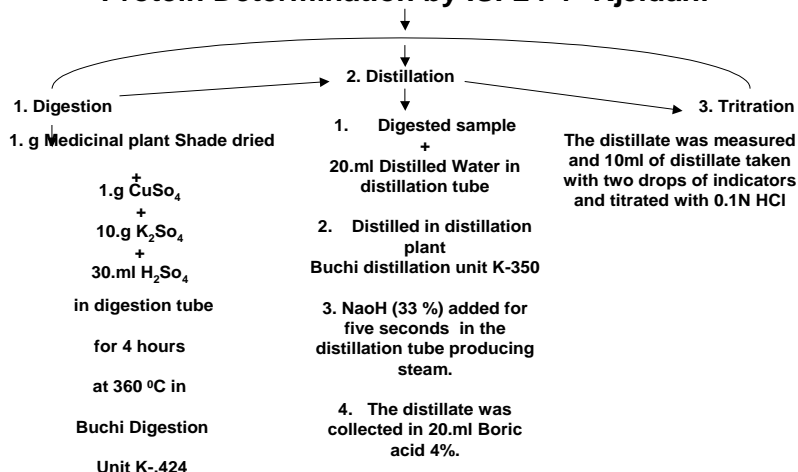 Protein Determination by Kjeldahl
2. Distillation
1. Digestion
3. Tritration
1. g Medicinal plant Shade dried
+
1.g CuSo₄
+
10.g K₂So₄
+
30.ml H₂So₄
in digestion tube
for 4 hours
at 360 ⁰C in
Buchi Digestion
Unit K-.424
1. Digested sample
+
20.ml Distilled Water in
distillation tube
2. Distilled in distillation
plant
Buchi distillation unit K-350
3. NaoH (33 %) added for
five seconds in the
distillation tube producing
steam.
4. The distillate was
collected in 20.ml Boric
acid 4%.
The distillate was measured
and 10ml of distillate taken
with two drops of indicators
and titrated with 0.1N HCl